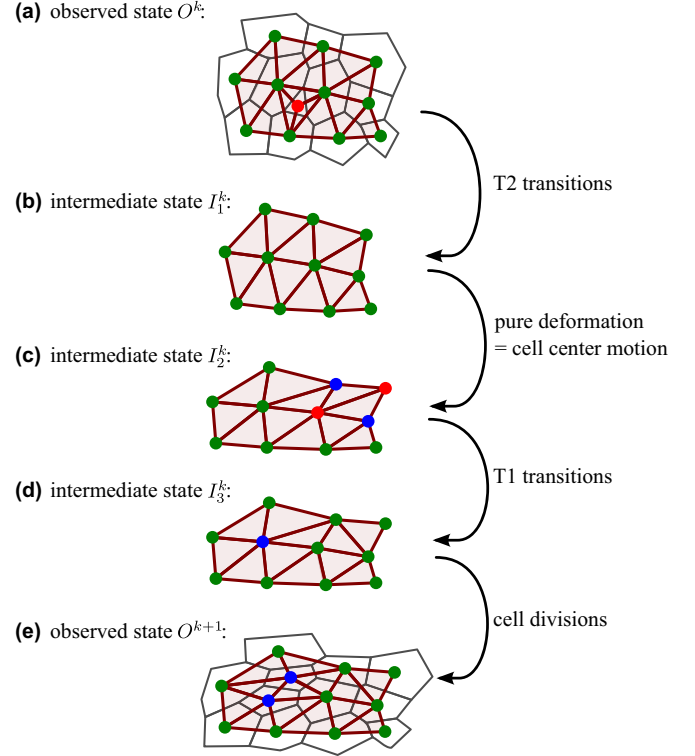 (a) observed state O^k:
T2 transitions
(b) intermediate state I_1^k:
pure deformation
= cell center motion
(c) intermediate state I_2^k:
T1 transitions
(d) intermediate state I_3^k:
cell divisions
(e) observed state O^{k+1}: